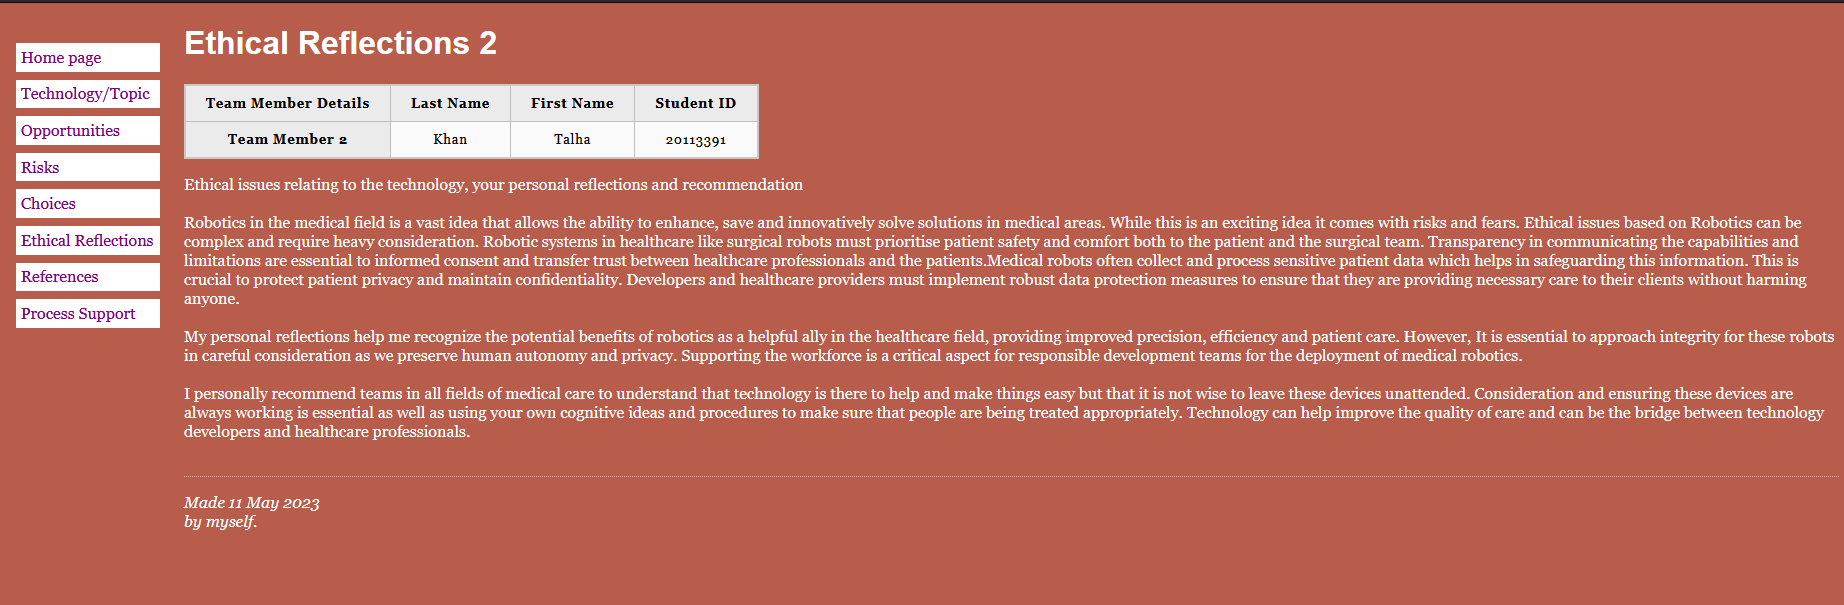 Ethical Reflections 2
Home page
Technology/Topic
Opportunities
Risks
Choices
Ethical Reflections
References
Process Support
Team Member Details Last Name First Name Student ID
Team Member 2 Khan Talha 20113391
Ethical issues relating to the technology, your personal reflections and recommendation
Robotics in the medical field is a vast idea that allows the ability to enhance, save and innovatively solve solutions in medical areas. While this is an exciting idea it comes with risks and fears. Ethical issues based on Robotics can be
complex and require heavy consideration. Robotic systems in healthcare like surgical robots must prioritise patient safety and comfort both to the patient and the surgical team. Transparency in communicating the capabilities and
limitations are essential to informed consent and transfer trust between healthcare professionals and the patients.Medical robots often collect and process sensitive patient data which helps in safeguarding this information. This is
crucial to protect patient privacy and maintain confidentiality. Developers and healthcare providers must implement robust data protection measures to ensure that they are providing necessary care to their clients without harming
anyone.
My personal reflections help me recognize the potential benefits of robotics as a helpful ally in the healthcare field, providing improved precision, efficiency and patient care. However, It is essential to approach integrity for these robots
in careful consideration as we preserve human autonomy and privacy. Supporting the workforce is a critical aspect for responsible development teams for the deployment of medical robotics.
I personally recommend teams in all fields of medical care to understand that technology is there to help and make things easy but that it is not wise to leave these devices unattended. Consideration and ensuring these devices are
always working is essential as well as using your own cognitive ideas and procedures to make sure that people are being treated appropriately. Technology can help improve the quality of care and can be the bridge between technology
developers and healthcare professionals.
Made 11 May 2023
by myself.